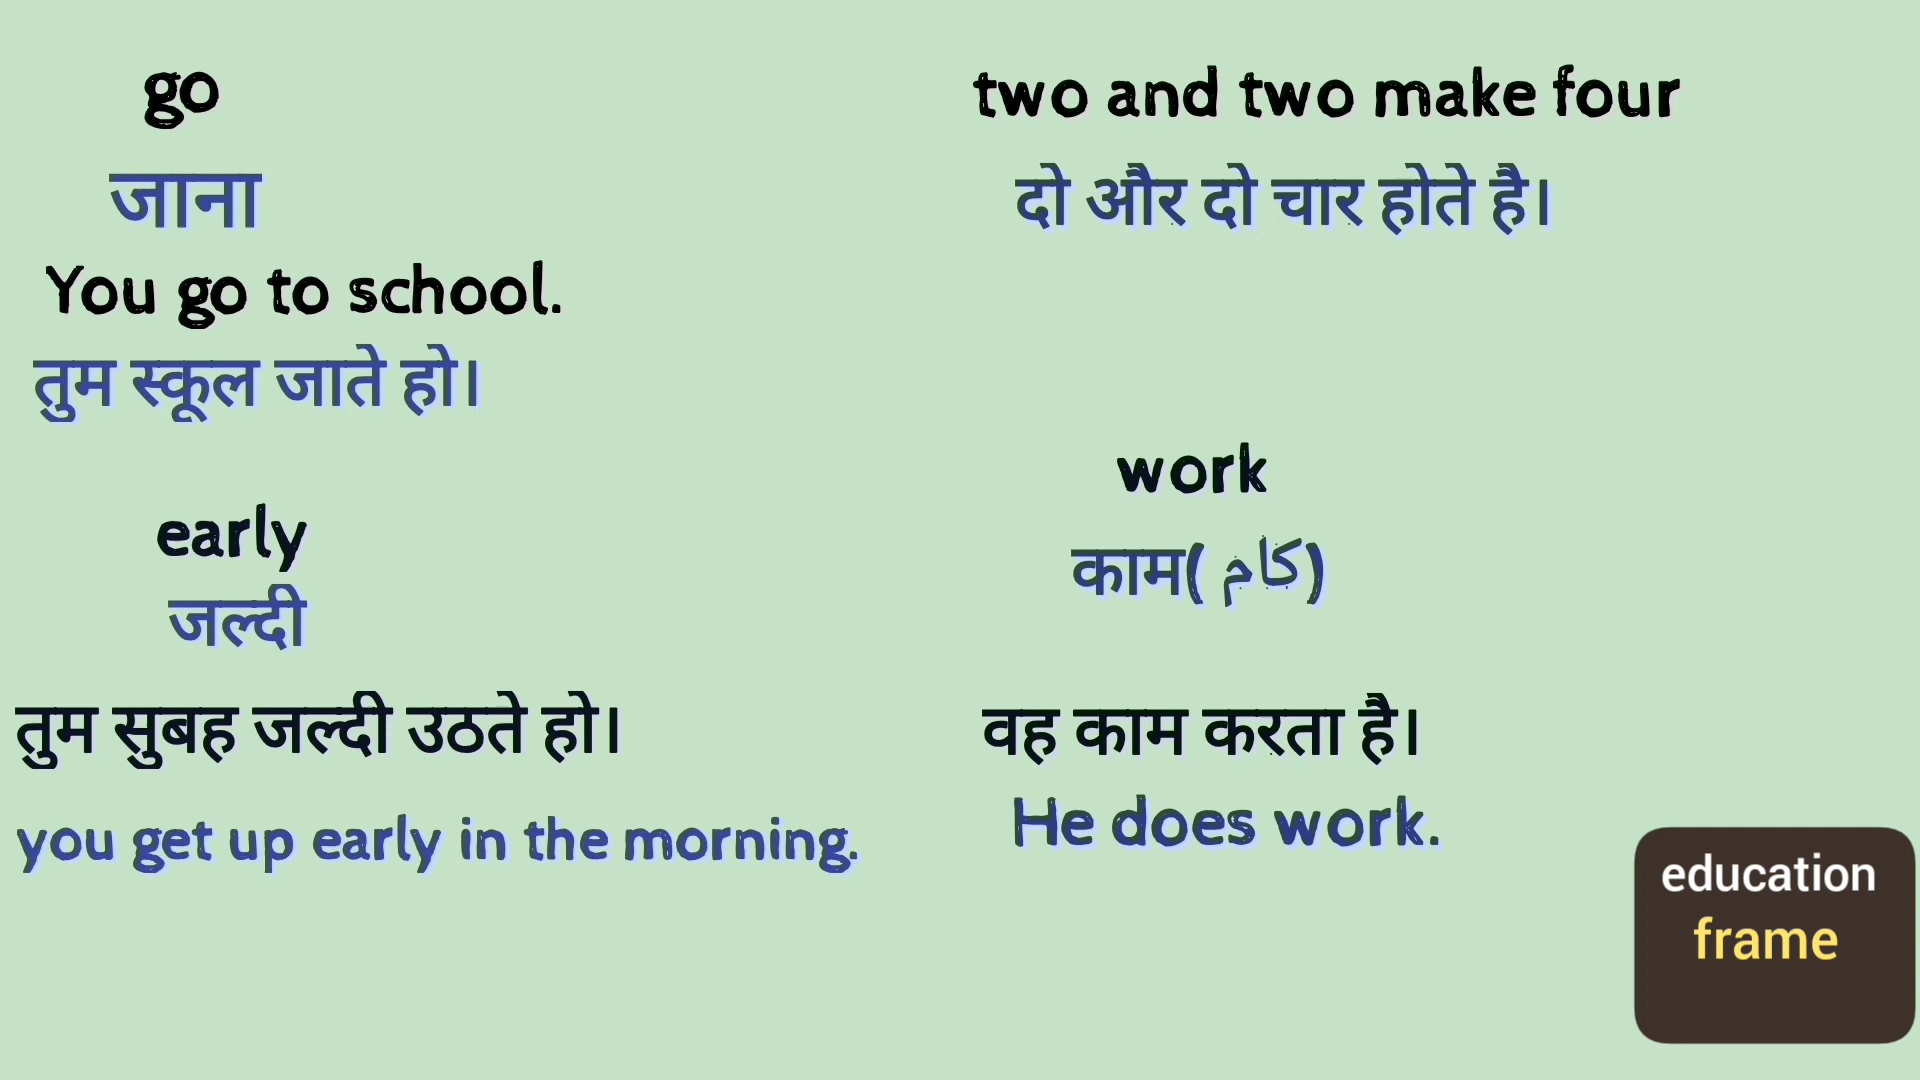 go
जाना
You go to school.
तुम स्कूल जाते हो।
early
जल्दी
तुम सुबह जल्दी उठते हो।
you get up early in the morning.
two and two make four
दो और दो चार होते है।
work
काम( کام)
वह काम करता है।
He does work.
education
frame